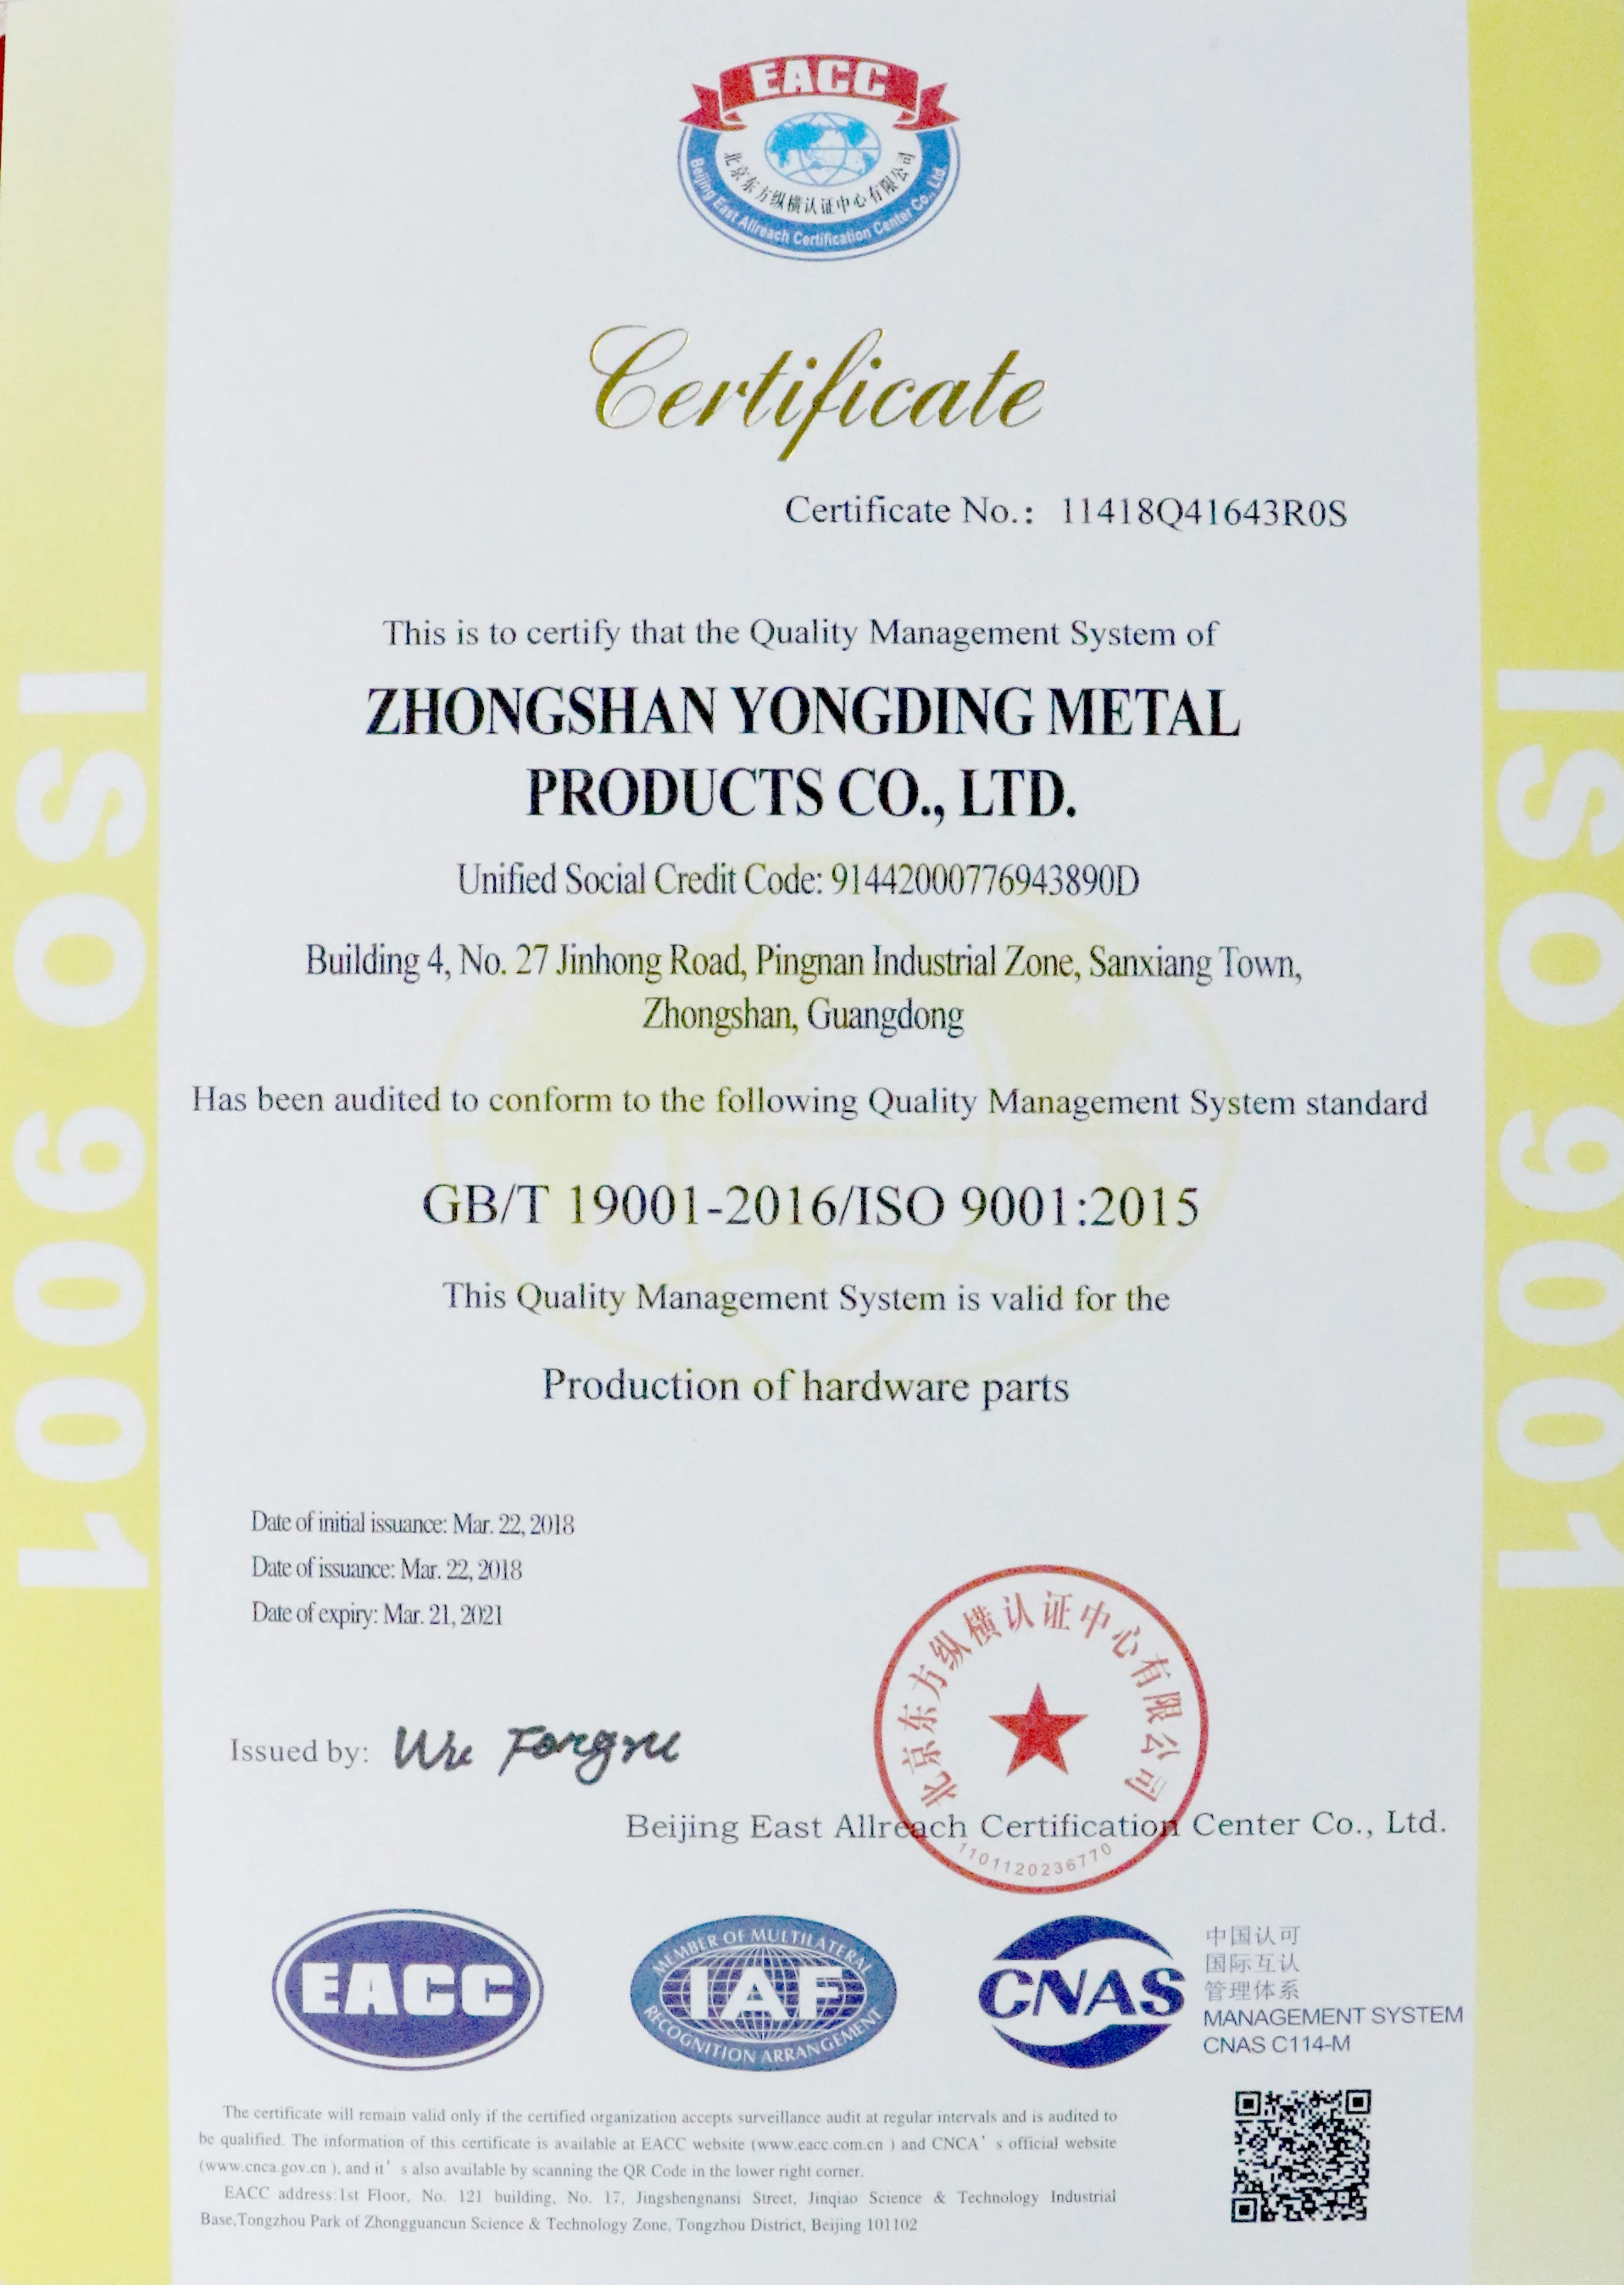 EACC
北京东方纵横认证中心有限公司
Beijing East Allreach Certification Center Co., Ltd.
Certificate
Certificate No.: 11418Q41643R0S
This is to certify that the Quality Management System of
ZHONGSHAN YONGDING METAL
PRODUCTS CO., LTD.
Unified Social Credit Code: 91442000776943890D
Building 4, No. 27 Jinhong Road, Pingnan Industrial Zone, Sanxiang Town,
Zhongshan, Guangdong
Has been audited to conform to the following Quality Management System standard
GB/T 19001-2016/ISO 9001:2015
This Quality Management System is valid for the
Production of hardware parts
ISO 9001
ISO 9001
Date of initial issuance: Mar. 22, 2018
Date of issuance: Mar. 22, 2018
Date of expiry: Mar. 21, 2021
北京东方纵横认证中心有限公司
Issued by: Wu
Beijing East Allreach Certification Center Co., Ltd.
1101120236770
EACC
MEMBER OF MULTILATERAL
IAF
RECOGNITION ARRANGEMENT
CNAS
中国认可
国际互认
管理体系
MANAGEMENT SYSTEM
CNAS C114-M
The certificate will remain valid only if the certified organization accepts surveillance audit at regular intervals and is audited to
be qualified. The information of this certificate is available at EACC website (www.eacc.com.cn ) and CNCA's official website
(www.cnca.gov.cn ), and it's also available by scanning the QR Code in the lower right corner.
EACC address:1st Floor, No. 121 building, No. 17, Jingshengnansi Street, Jinqiao Science & Technology Industrial
Base,Tongzhou Park of Zhongguancun Science & Technology Zone, Tongzhou District, Beijing 101102